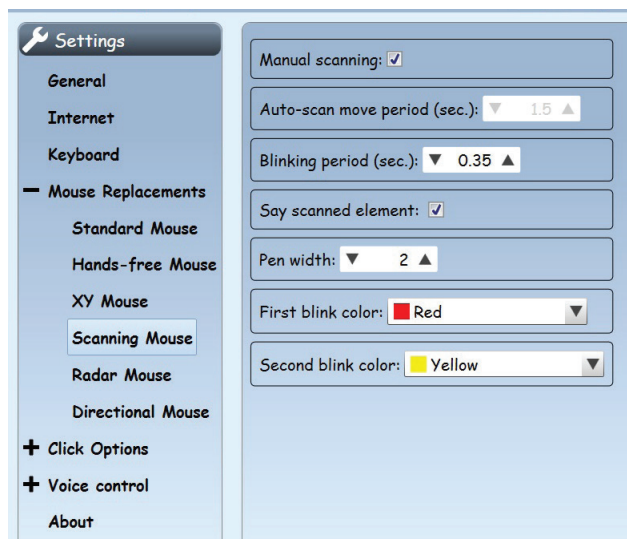 Settings
General
Internet
Keyboard
Mouse Replacements
Standard Mouse
Hands-free Mouse
XY Mouse
Scanning Mouse
Radar Mouse
Directional Mouse
Click Options
Voice control
About
Manual scanning:
Auto-scan move period (sec.): 1.5
Blinking period (sec.): 0.35
Say scanned element:
Pen width: 2
First blink color: Red
Second blink color: Yellow